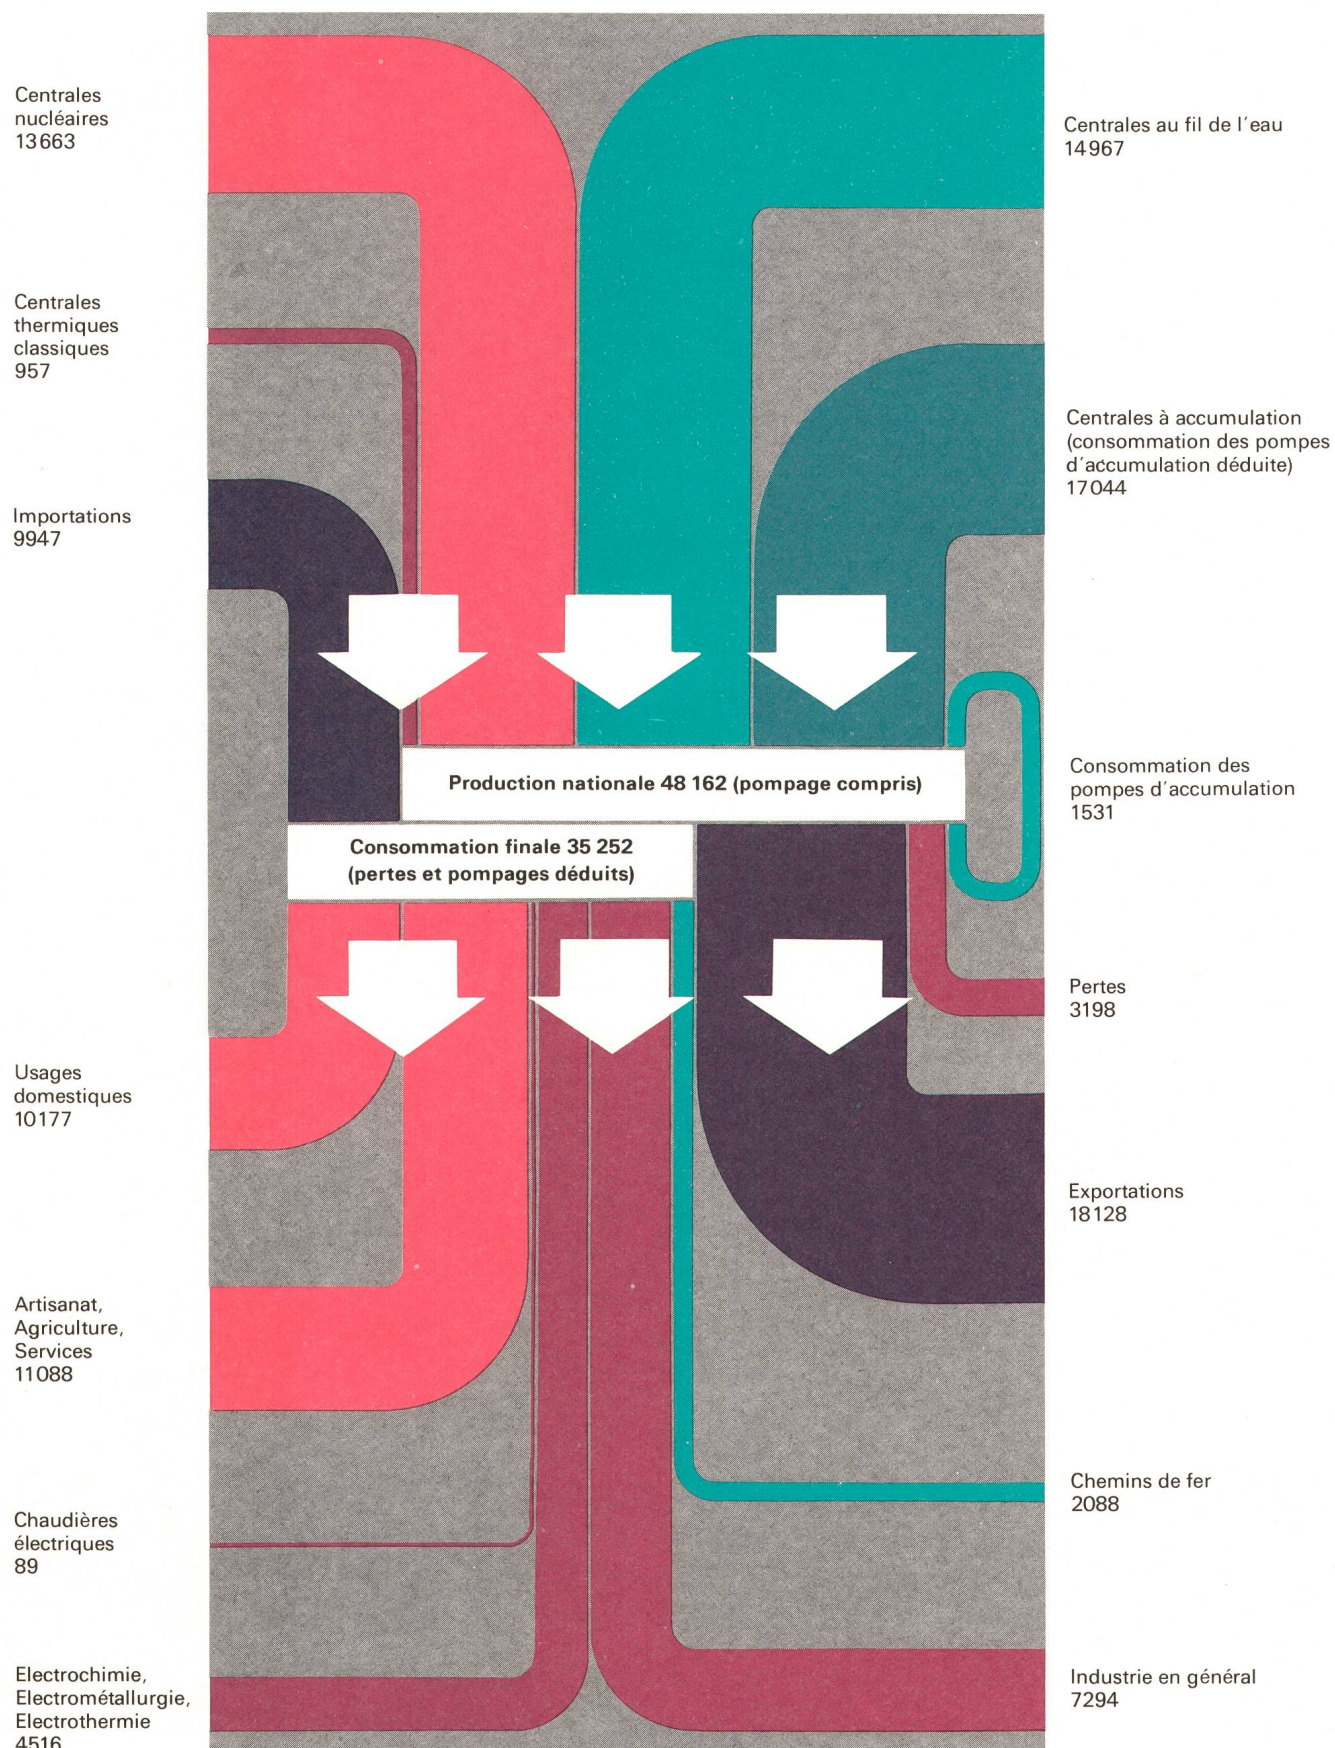 Centrales
nucléaires
13663
Centrales
thermiques
classiques
957
Importations
9947
Centrales au fil de l'eau
14967
Centrales à accumulation
(consommation des pompes
d'accumulation déduite)
17044
Production nationale 48 162 (pompage compris)
Consommation finale 35 252
(pertes et pompages déduits)
Consommation des
pompes d'accumulation
1531
Pertes
3198
Usages
domestiques
10177
Exportations
18128
Artisanat,
Agriculture,
Services
11088
Chaudières
électriques
89
Chemins de fer
2088
Electrochimie,
Electrométallurgie,
Electrothermie
4516
Industrie en général
7294